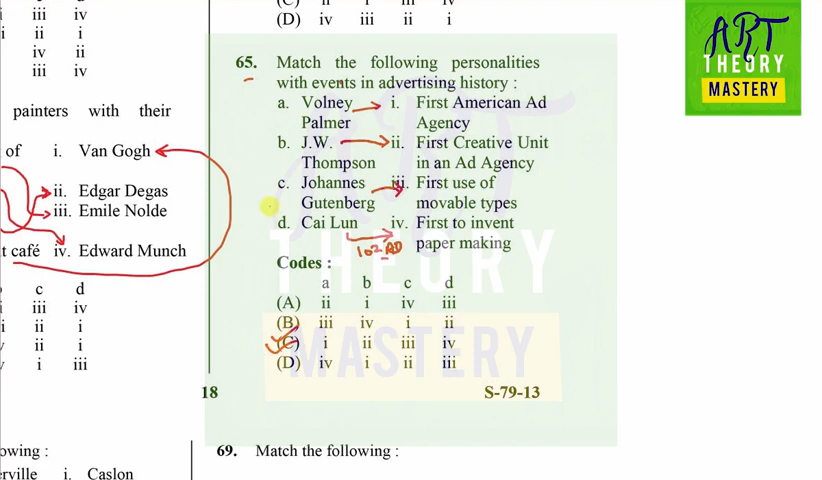 iii iv
i ii i
iv ii
iii iv
painters with their
of i. Van Gogh
ii. Edgar Degas
iii. Emile Nolde
t café iv. Edward Munch
c d
i iii iv
i ii i
v ii i
v i iii
owing :
rville i. Caslon
(D) iv iii ii i
65. Match the following personalities
with events in advertising history :
a. Volney i. First American Ad
Palmer Agency
b. J.W. ii. First Creative Unit
Thompson in an Ad Agency
c. Johannes iii. First use of
Gutenberg movable types
d. Cai Lun iv. First to invent
102 AD paper making
Codes :
a b c d
(A) ii i iv iii
(B) iii iv i ii
(C) i ii iii iv
(D) iv i ii iii
18 S-79-13
69. Match the following :
ART
THEORY
MASTERY
ART
THEORY
MASTERY